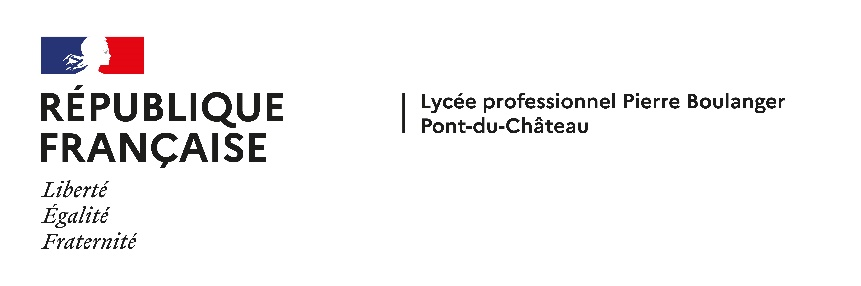 RÉPUBLIQUE
FRANÇAISE
Liberté
Égalité
Fraternité
Lycée professionnel Pierre Boulanger
Pont-du-Château